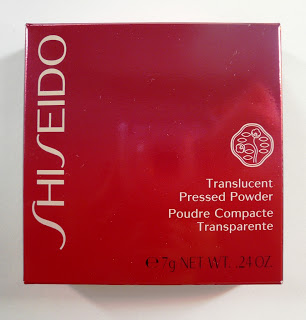 SHISEIDO
Translucent
Pressed Powder
Poudre Compacte
Transparente
℮ 7g NET WT. .24 OZ.